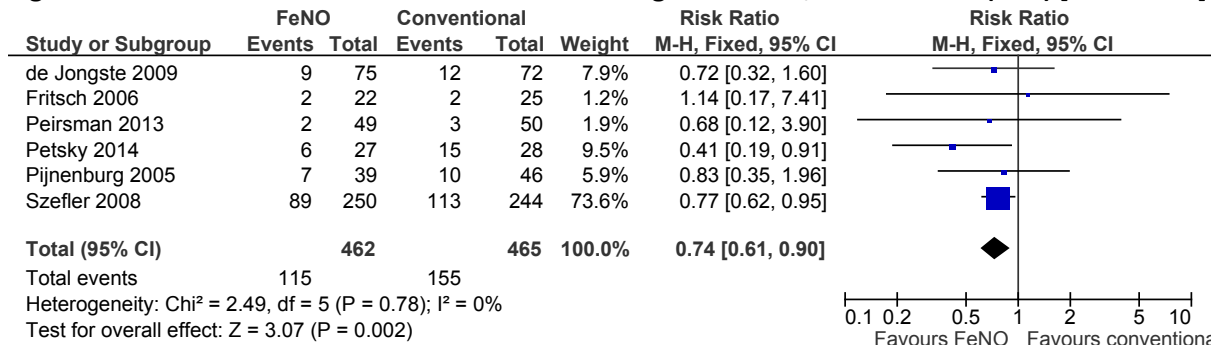 FeNO Conventional Risk Ratio Risk Ratio
Study or Subgroup Events Total Events Total Weight M-H, Fixed, 95% CI M-H, Fixed, 95% CI
de Jongste 2009 9 75 12 72 7.9% 0.72 [0.32, 1.60]
Fritsch 2006 2 22 2 25 1.2% 1.14 [0.17, 7.41]
Peirsman 2013 2 49 3 50 1.9% 0.68 [0.12, 3.90]
Petsky 2014 6 27 15 28 9.5% 0.41 [0.19, 0.91]
Pijnenburg 2005 7 39 10 46 5.9% 0.83 [0.35, 1.96]
Szefler 2008 89 250 113 244 73.6% 0.77 [0.62, 0.95]
Total (95% CI) 462 465 100.0% 0.74 [0.61, 0.90]
Total events 115 155
Heterogeneity: Chi² = 2.49, df = 5 (P = 0.78); I² = 0%
Test for overall effect: Z = 3.07 (P = 0.002)
0.1 0.2 0.5 1 2 5 10
Favours FeNO Favours conventiona